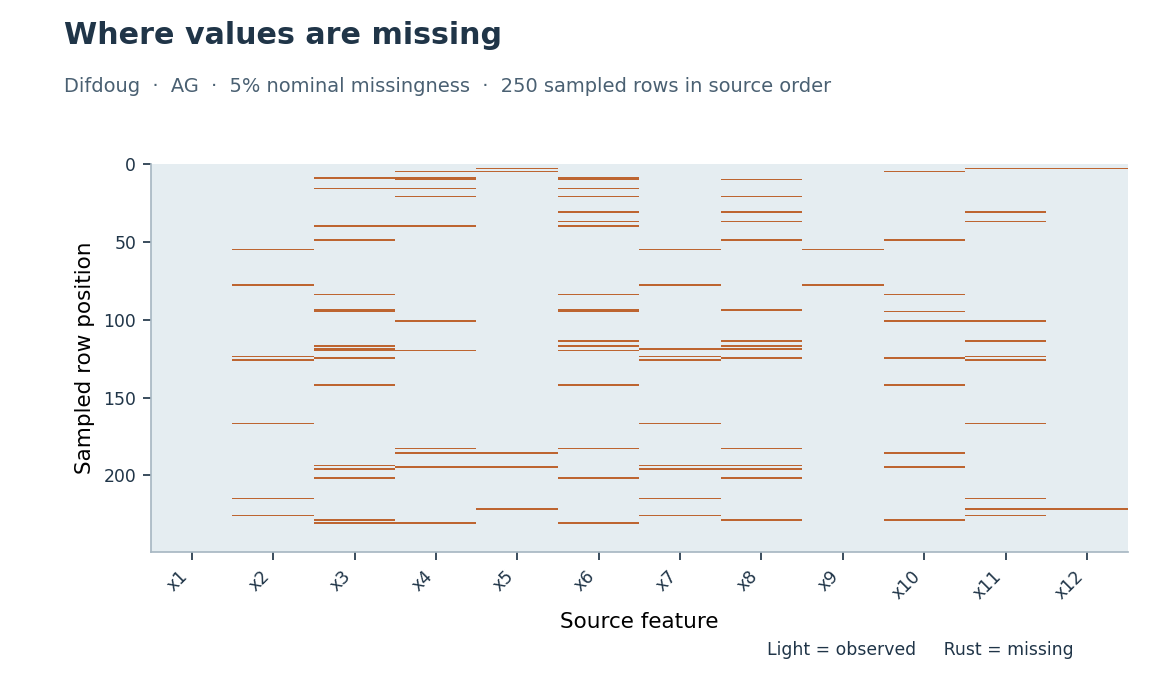 Where values are missing
Difdoug · AG · 5% nominal missingness · 250 sampled rows in source order
0
50
100
150
200
Sampled row position
x1 x2 x3 x4 x5 x6 x7 x8 x9 x10 x11 x12
Source feature
Light = observed Rust = missing